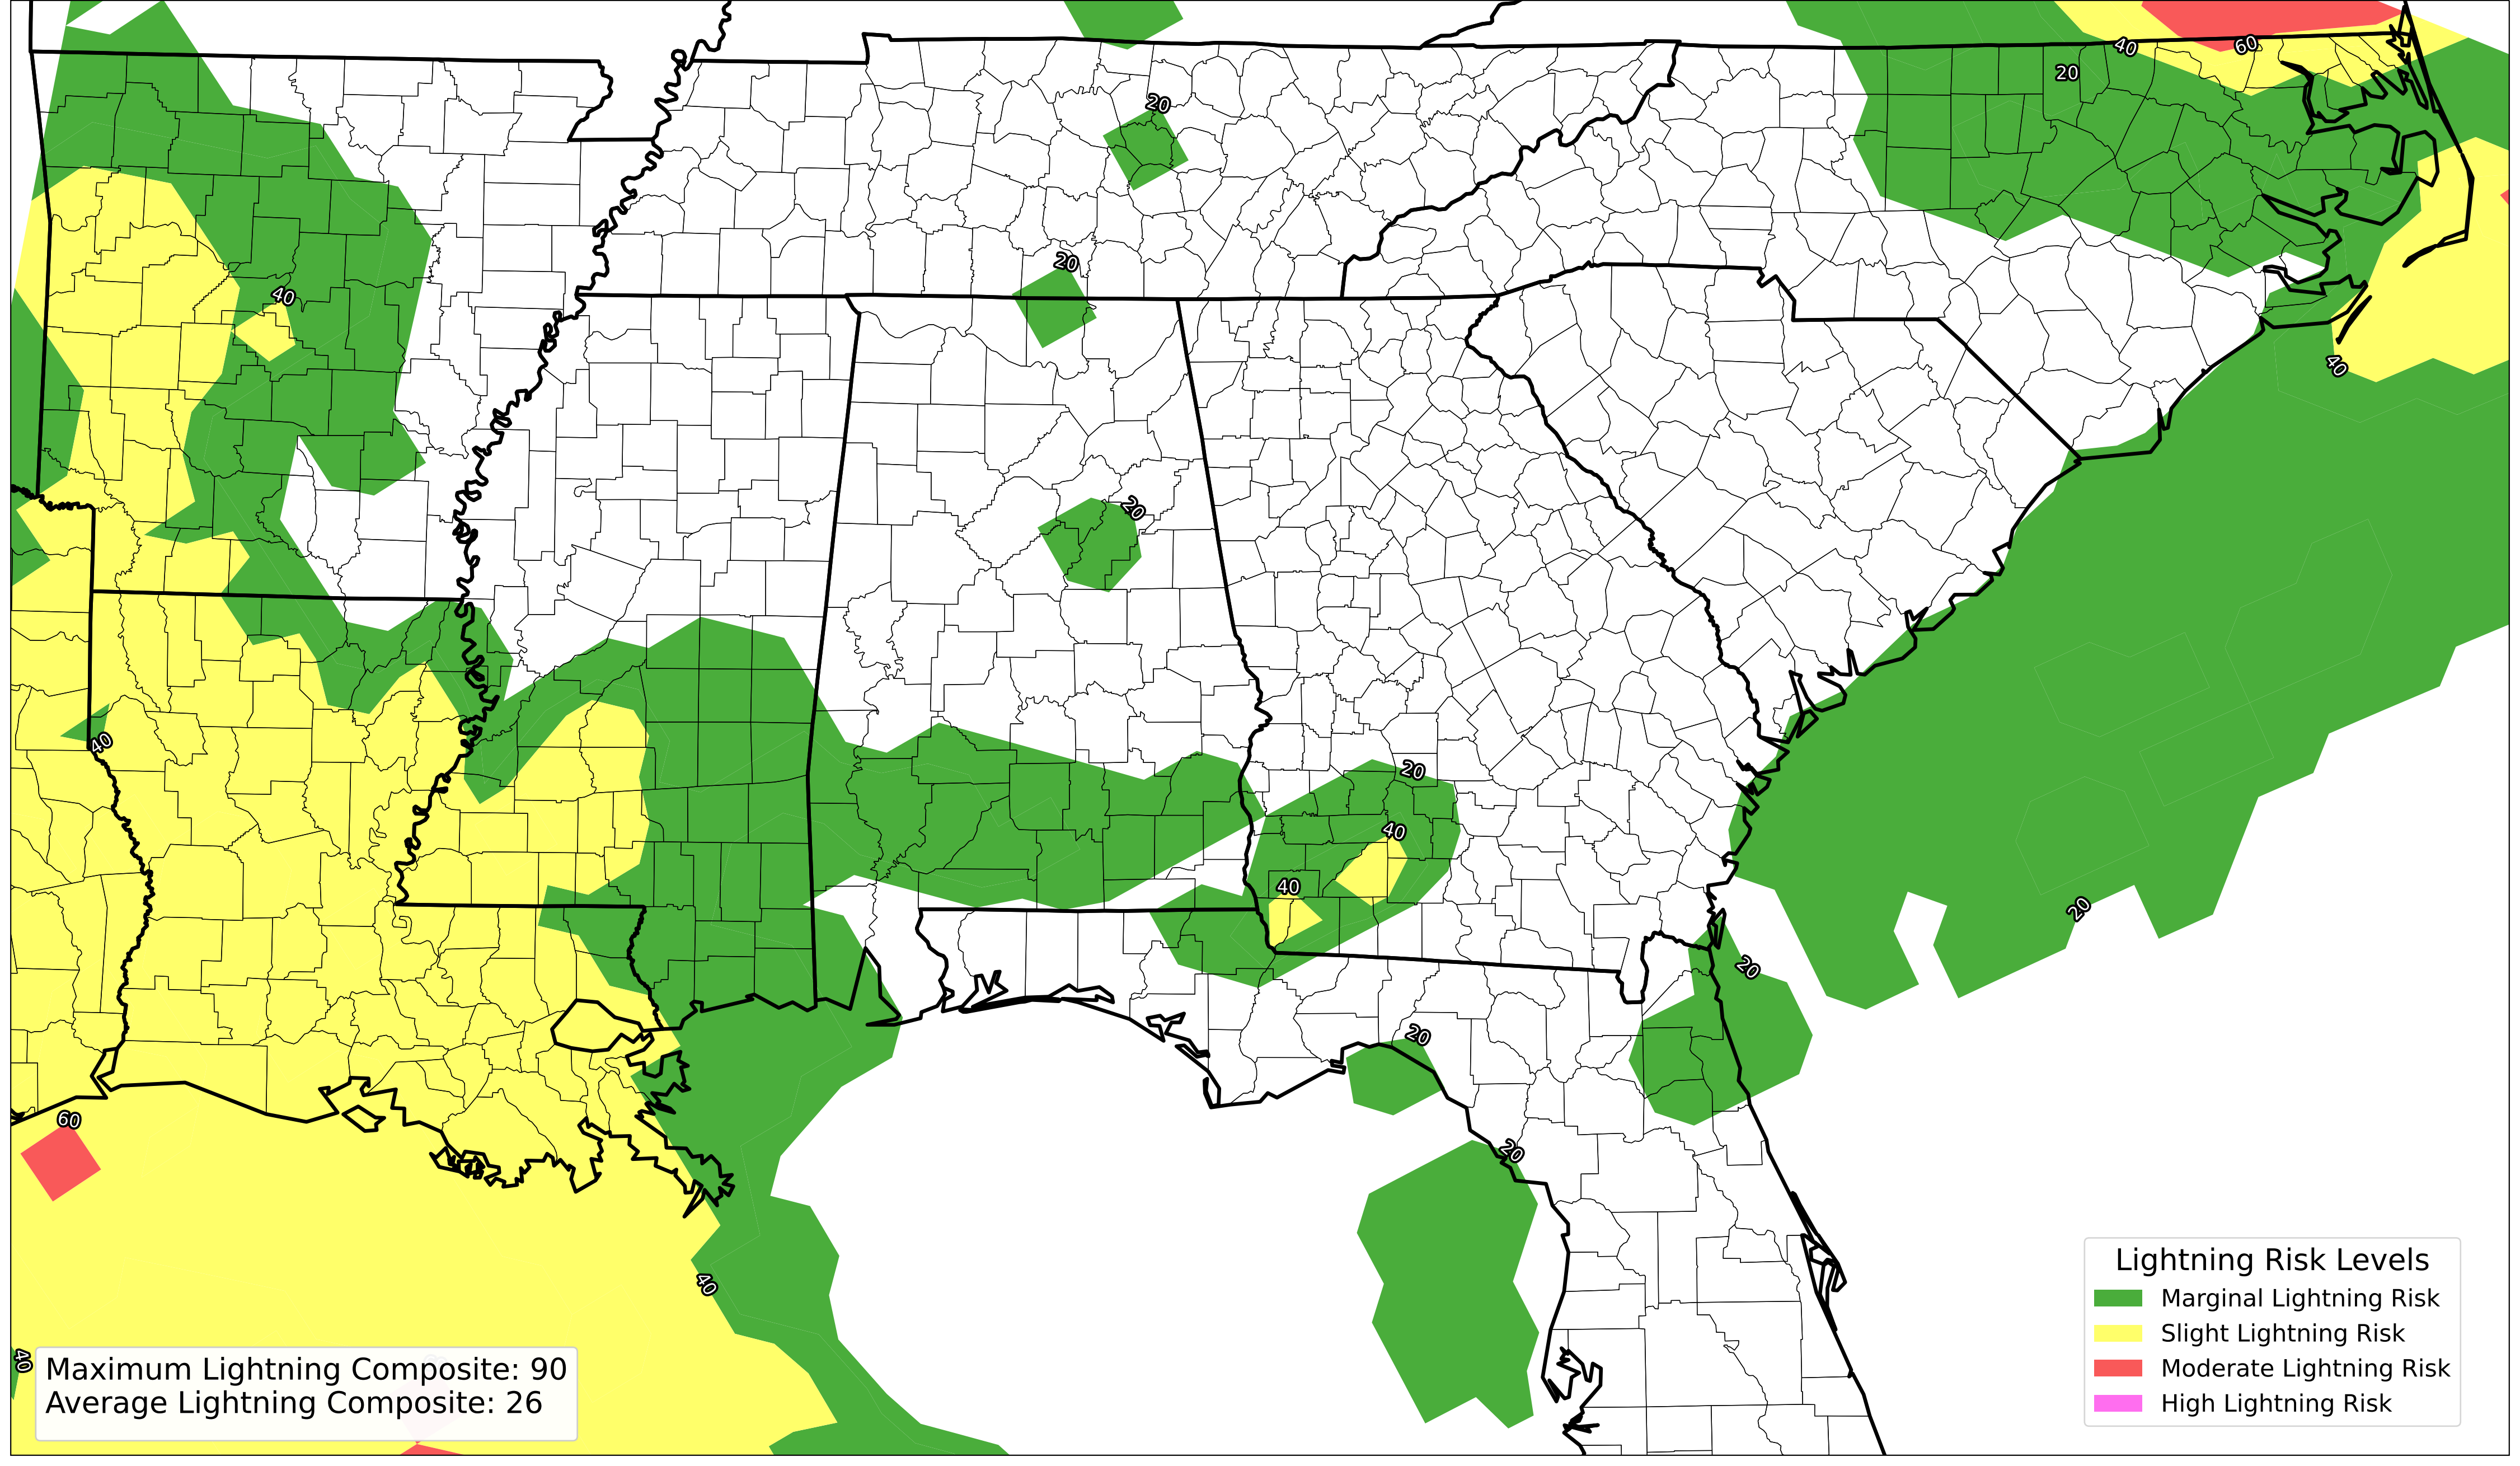 40
60
20
20
40
20
40
20
40
20
40
40
20
20
60
20
20
40
40
Lightning Risk Levels
Marginal Lightning Risk
Slight Lightning Risk
Moderate Lightning Risk
High Lightning Risk
Maximum Lightning Composite: 90
Average Lightning Composite: 26